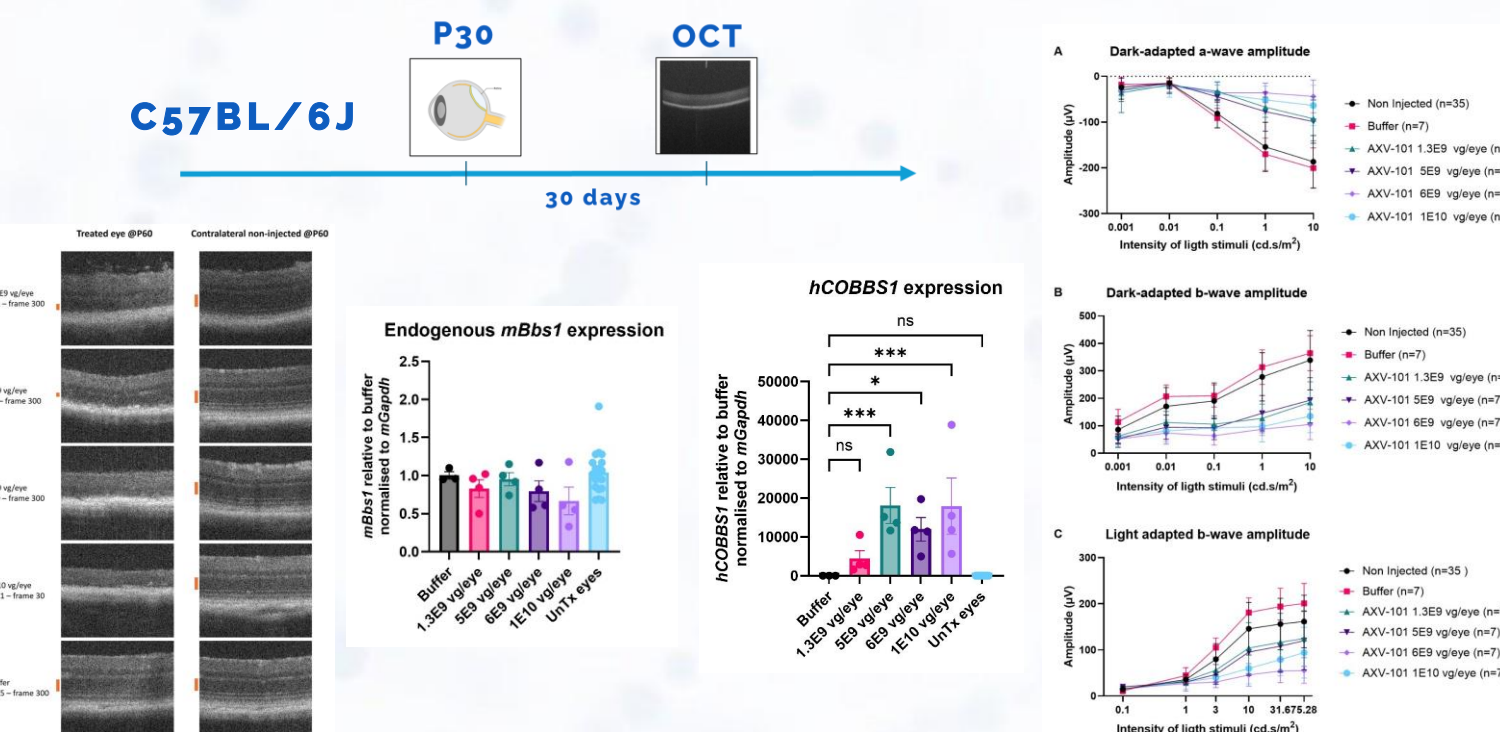 P30
OCT
C57BL/6J
30 days
Treated eye @P60
Contralateral non-injected @P60
E9 vg/eye
– frame 300
vg/eye
– frame 300
vg/eye
– frame 300
0 vg/eye
1 – frame 30
fer
5 – frame 300
Endogenous mBbs1 expression
mBbs1 relative to buffer
normalised to mGapdh
2.5
2.0
1.5
1.0
0.5
0.0
Buffer
1.3E9 vg/eye
5E9 vg/eye
6E9 vg/eye
1E10 vg/eye
UnTx eyes
hCOBBS1 expression
ns
***
*
***
ns
hCOBBS1 relative to buffer
normalised to mGapdh
50000
40000
30000
20000
10000
0
Buffer
1.3E9 vg/eye
5E9 vg/eye
6E9 vg/eye
1E10 vg/eye
UnTx eyes
A
Dark-adapted a-wave amplitude
Amplitude (µV)
0
-100
-200
-300
0.001 0.01 0.1 1 10
Intensity of ligth stimuli (cd.s/m²)
Non Injected (n=35)
Buffer (n=7)
AXV-101 1.3E9 vg/eye (n
AXV-101 5E9 vg/eye (n=
AXV-101 6E9 vg/eye (n=
AXV-101 1E10 vg/eye (n
B
Dark-adapted b-wave amplitude
Amplitude (µV)
500
400
300
200
100
0
0.001 0.01 0.1 1 10
Intensity of ligth stimuli (cd.s/m²)
Non Injected (n=35)
Buffer (n=7)
AXV-101 1.3E9 vg/eye (n=
AXV-101 5E9 vg/eye (n=7
AXV-101 6E9 vg/eye (n=7
AXV-101 1E10 vg/eye (n=
C
Light adapted b-wave amplitude
Amplitude (µV)
300
200
100
0
0.1 1 3 10 31.675.28
Intensity of ligth stimuli (cd.s/m²)
Non Injected (n=35 )
Buffer (n=7)
AXV-101 1.3E9 vg/eye (n=
AXV-101 5E9 vg/eye (n=7)
AXV-101 6E9 vg/eye (n=7)
AXV-101 1E10 vg/eye (n=7